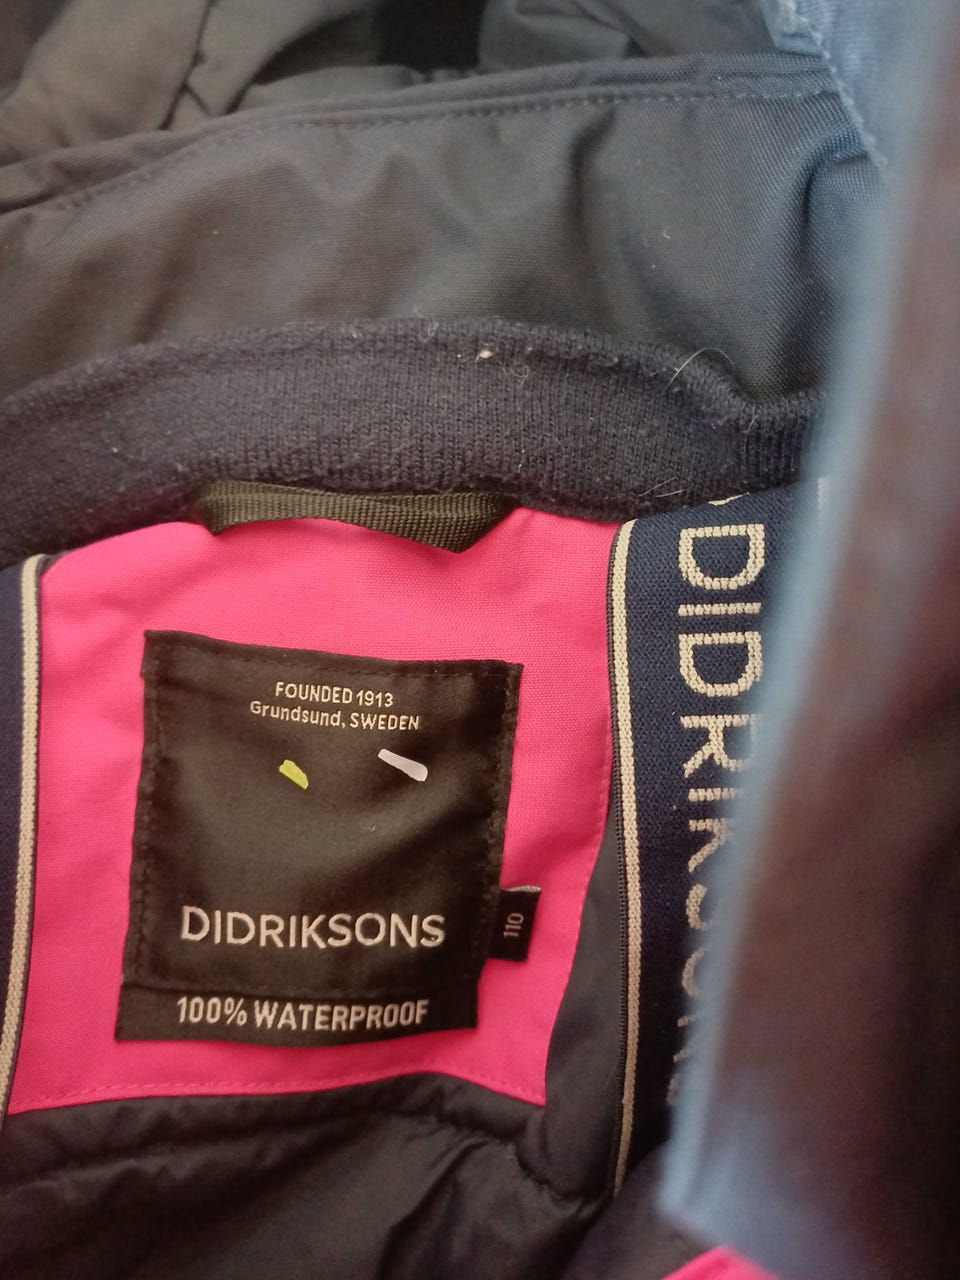 FOUNDED 1913
Grundsund, SWEDEN
DIDRIKSONS
110
100% WATERPROOF
DIDRIKSONS